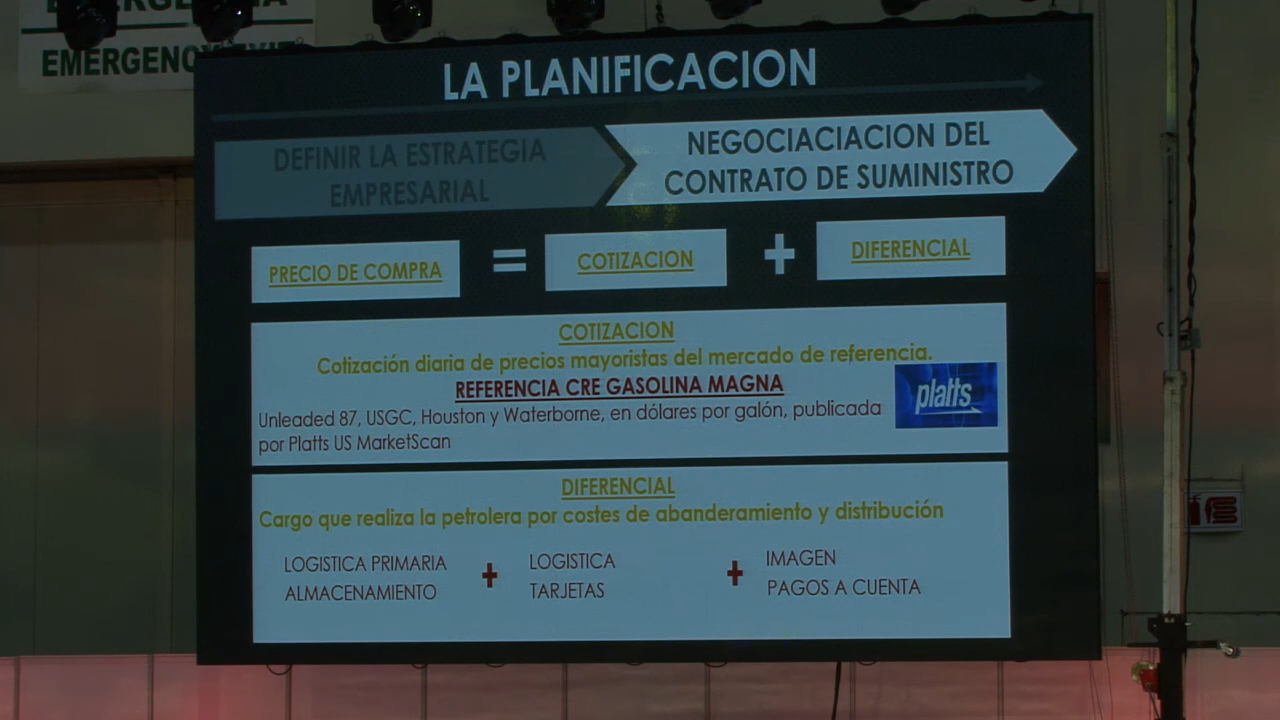 EMERGENCY EXIT
LA PLANIFICACION
DEFINIR LA ESTRATEGIA
EMPRESARIAL
NEGOCIACIACION DEL
CONTRATO DE SUMINISTRO
PRECIO DE COMPRA = COTIZACION + DIFERENCIAL
COTIZACION
Cotización diaria de precios mayoristas del mercado de referencia.
REFERENCIA CRE GASOLINA MAGNA
Unleaded 87, USGC, Houston y Waterborne, en dólares por galón, publicada
por Platts US MarketScan
platts
DIFERENCIAL
Cargo que realiza la petrolera por costes de abanderamiento y distribución
LOGISTICA PRIMARIA
ALMACENAMIENTO
+
LOGISTICA
TARJETAS
+
IMAGEN
PAGOS A CUENTA